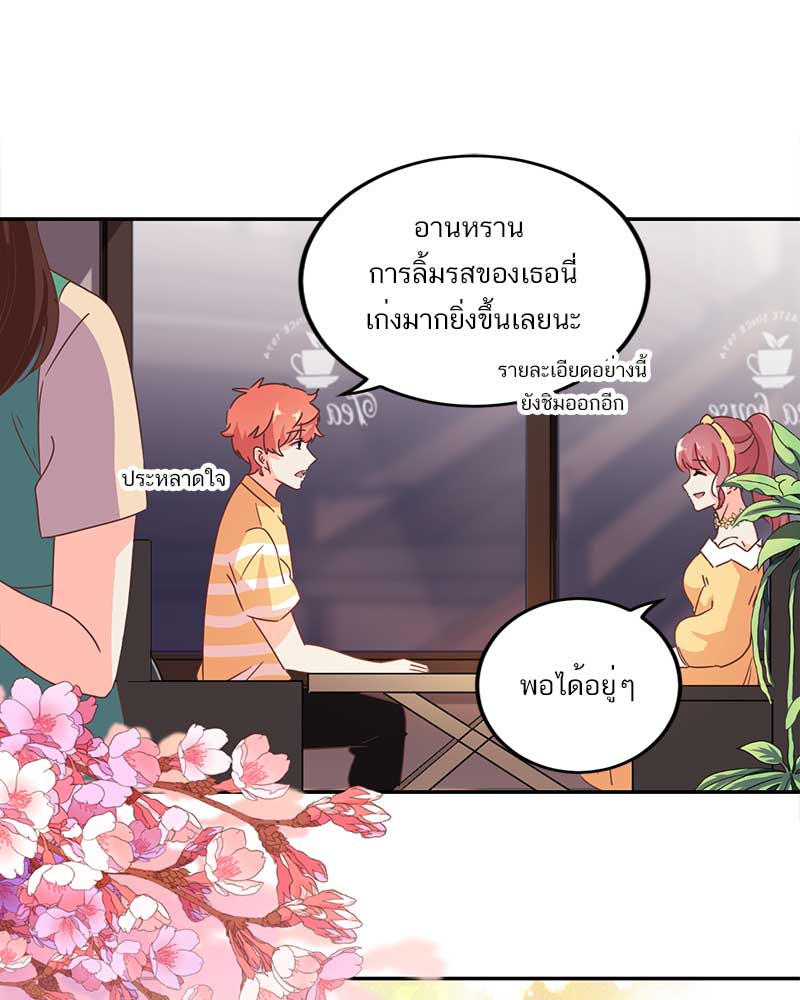 อานหราน
การลิ้มรสของเธอนี่
เก่งมากยิ่งขึ้นเลยนะ
รายละเอียดอย่างนี้
ยังชิมออกอีก
ประหลาดใจ
พอได้อยู่ๆ
Tea